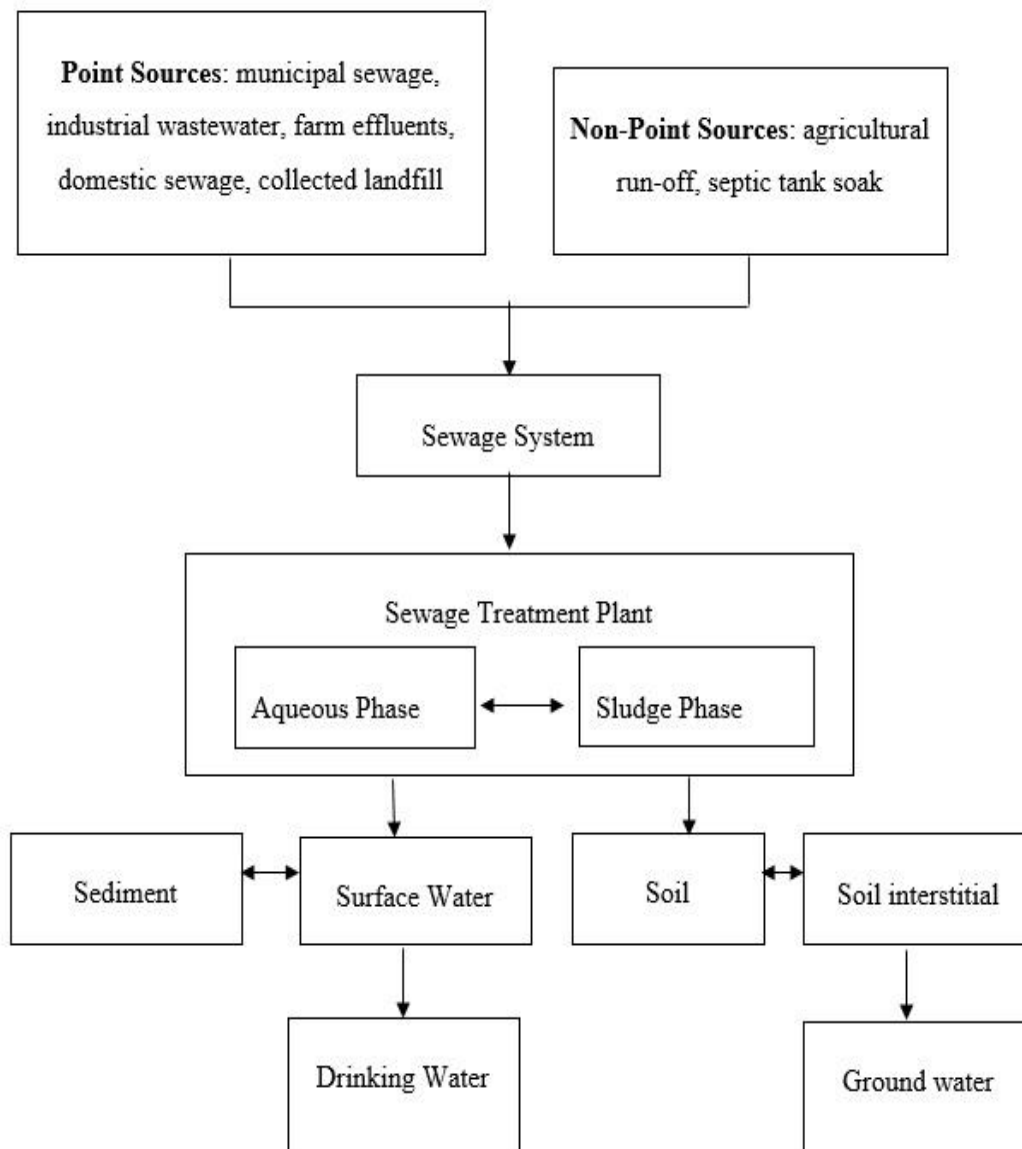 Point Sources: municipal sewage,
industrial wastewater, farm effluents,
domestic sewage, collected landfill
Non-Point Sources: agricultural
run-off, septic tank soak
Sewage System
Sewage Treatment Plant
Aqueous Phase
Sludge Phase
Sediment
Surface Water
Soil
Soil interstitial
Drinking Water
Ground water